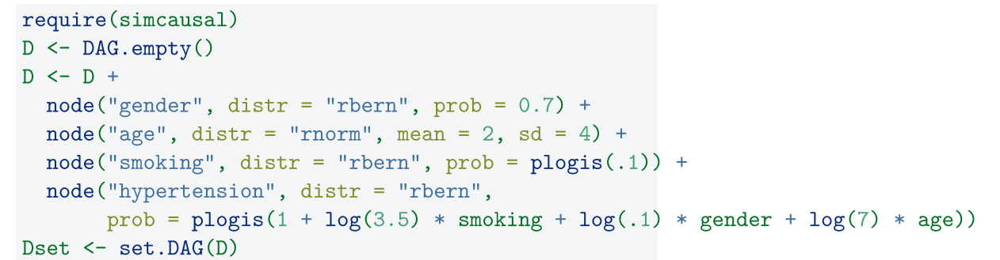 require(simcausal)
D <- DAG.empty()
D <- D +
  node("gender", distr = "rbern", prob = 0.7) +
  node("age", distr = "rnorm", mean = 2, sd = 4) +
  node("smoking", distr = "rbern", prob = plogis(.1)) +
  node("hypertension", distr = "rbern",
       prob = plogis(1 + log(3.5) * smoking + log(.1) * gender + log(7) * age))
Dset <- set.DAG(D)